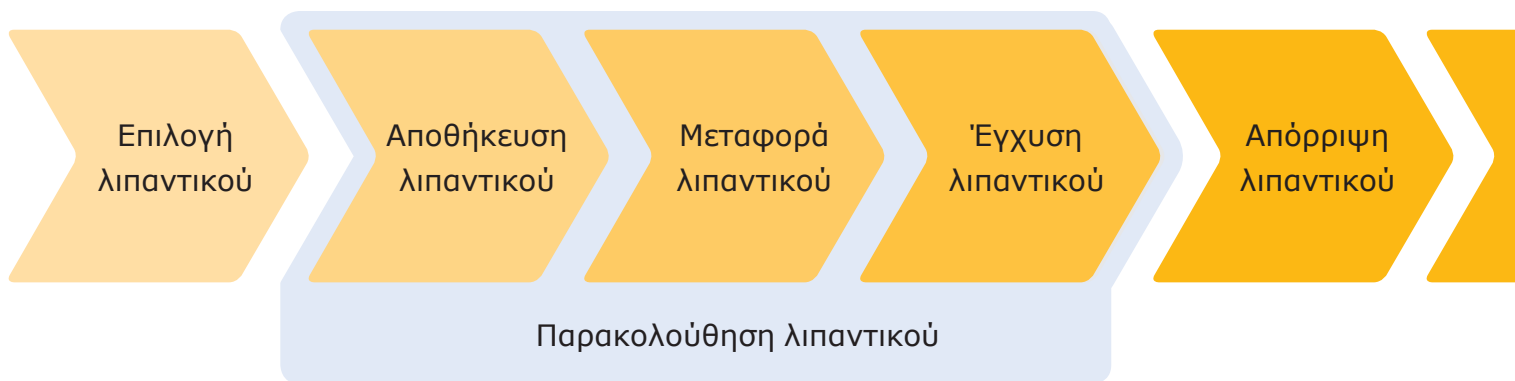 Επιλογή
λιπαντικού
Αποθήκευση
λιπαντικού
Μεταφορά
λιπαντικού
Έγχυση
λιπαντικού
Απόρριψη
λιπαντικού
Παρακολούθηση λιπαντικού